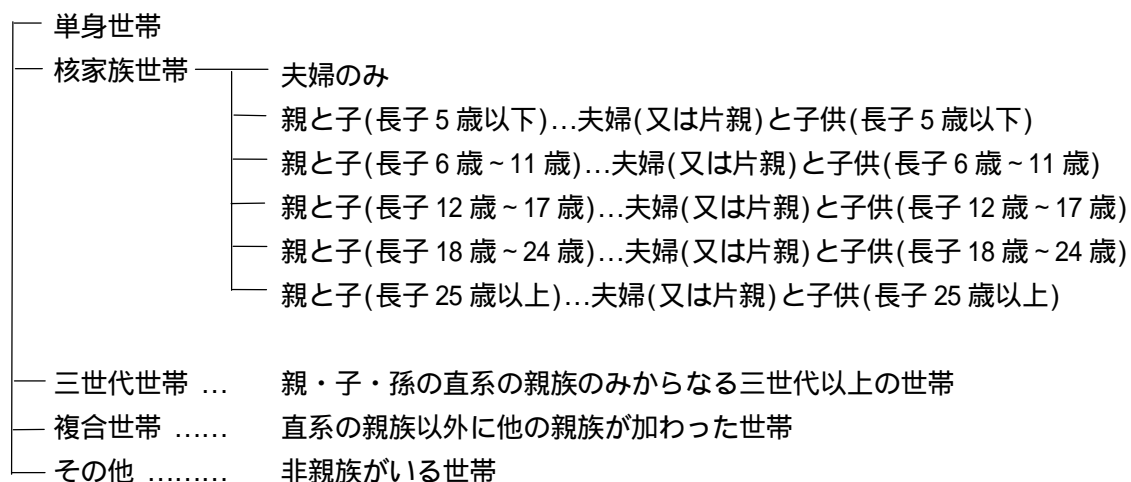 単身世帯
核家族世帯 夫婦のみ
親と子(長子 5 歳以下)…夫婦(又は片親)と子供(長子 5 歳以下)
親と子(長子 6 歳~11 歳)…夫婦(又は片親)と子供(長子 6 歳~11 歳)
親と子(長子 12 歳~17 歳)…夫婦(又は片親)と子供(長子 12 歳~17 歳)
親と子(長子 18 歳~24 歳)…夫婦(又は片親)と子供(長子 18 歳~24 歳)
親と子(長子 25 歳以上)…夫婦(又は片親)と子供(長子 25 歳以上)
三世代世帯 … 親・子・孫の直系の親族のみからなる三世代以上の世帯
複合世帯 …… 直系の親族以外に他の親族が加わった世帯
その他 ……… 非親族がいる世帯